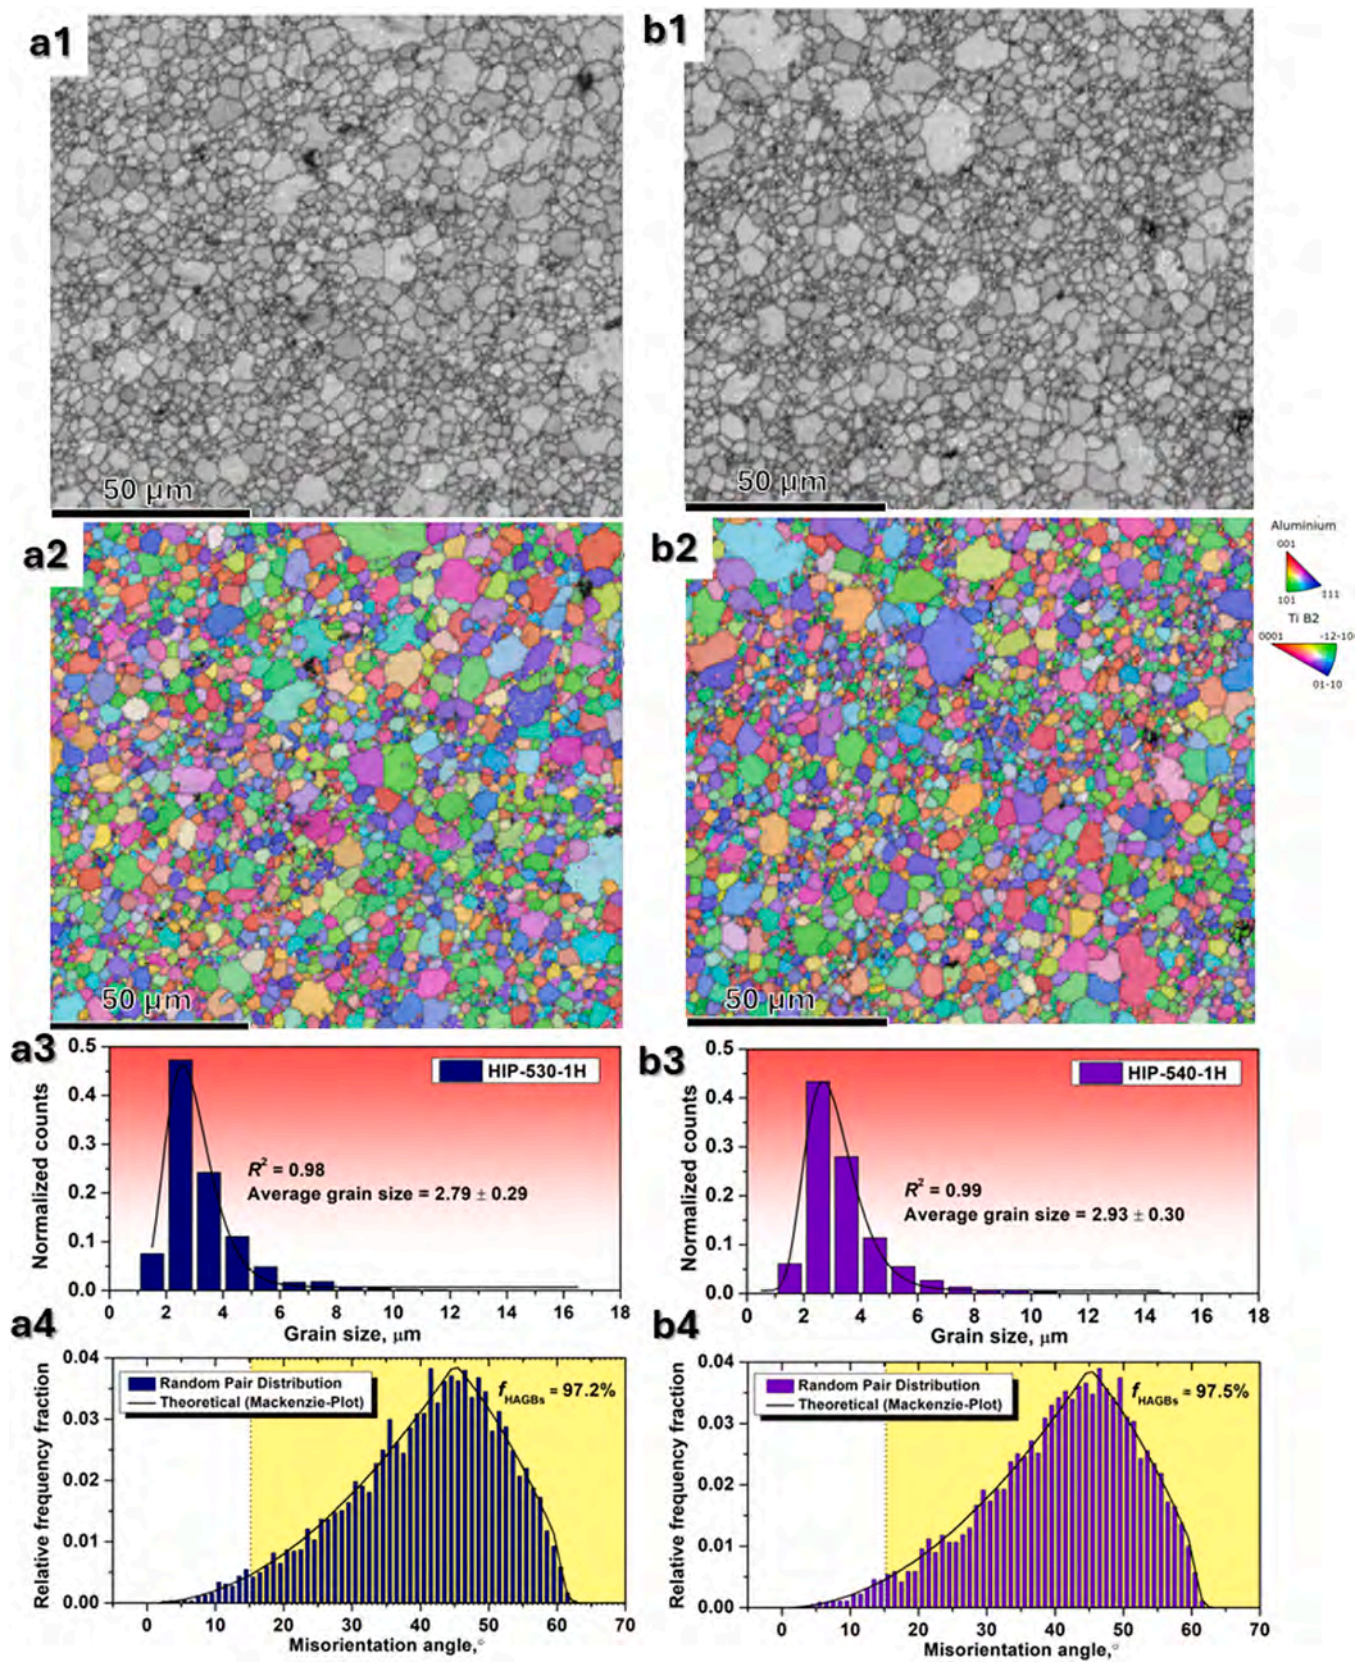 a1
b1
50 µm
50 µm
a2
b2
Aluminium
001
101
111
Ti B2
0001
-12-10
01-10
50 µm
50 µm
a3
HIP-530-1H
R² = 0.98
Average grain size = 2.79 ± 0.29
Normalized counts
0.5
0.4
0.3
0.2
0.1
0.0
0 2 4 6 8 10 12 14 16 18
Grain size, µm
b3
HIP-540-1H
R² = 0.99
Average grain size = 2.93 ± 0.30
Normalized counts
0.5
0.4
0.3
0.2
0.1
0.0
0 2 4 6 8 10 12 14 16 18
Grain size, µm
a4
Random Pair Distribution
Theoretical (Mackenzie-Plot)
fHAGBs = 97.2%
Relative frequency fraction
0.04
0.03
0.02
0.01
0.00
0 10 20 30 40 50 60 70
Misorientation angle,°
b4
Random Pair Distribution
Theoretical (Mackenzie-Plot)
fHAGBs = 97.5%
Relative frequency fraction
0.04
0.03
0.02
0.01
0.00
0 10 20 30 40 50 60 70
Misorientation angle,°